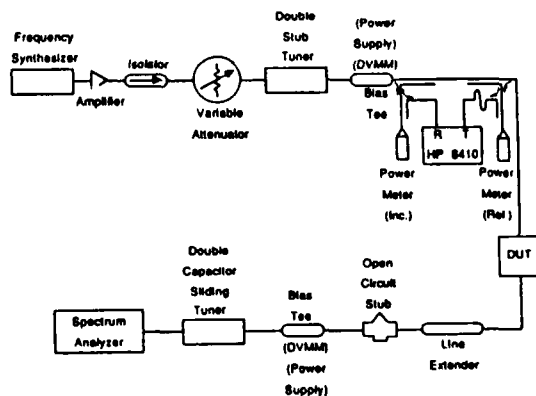 Frequency
Synthesizer
Amplifier
Isolator
Variable
Attenuator
Double
Stub
Tuner
(Power
Supply)
(DVMM)
Bias
Tee
R
T
HP 8410
Power
Meter
(Inc.)
Power
Meter
(Ref.)
DUT
Line
Extender
Open
Circuit
Stub
Bias
Tee
(DVMM)
(Power
Supply)
Double
Capacitor
Sliding
Tuner
Spectrum
Analyzer